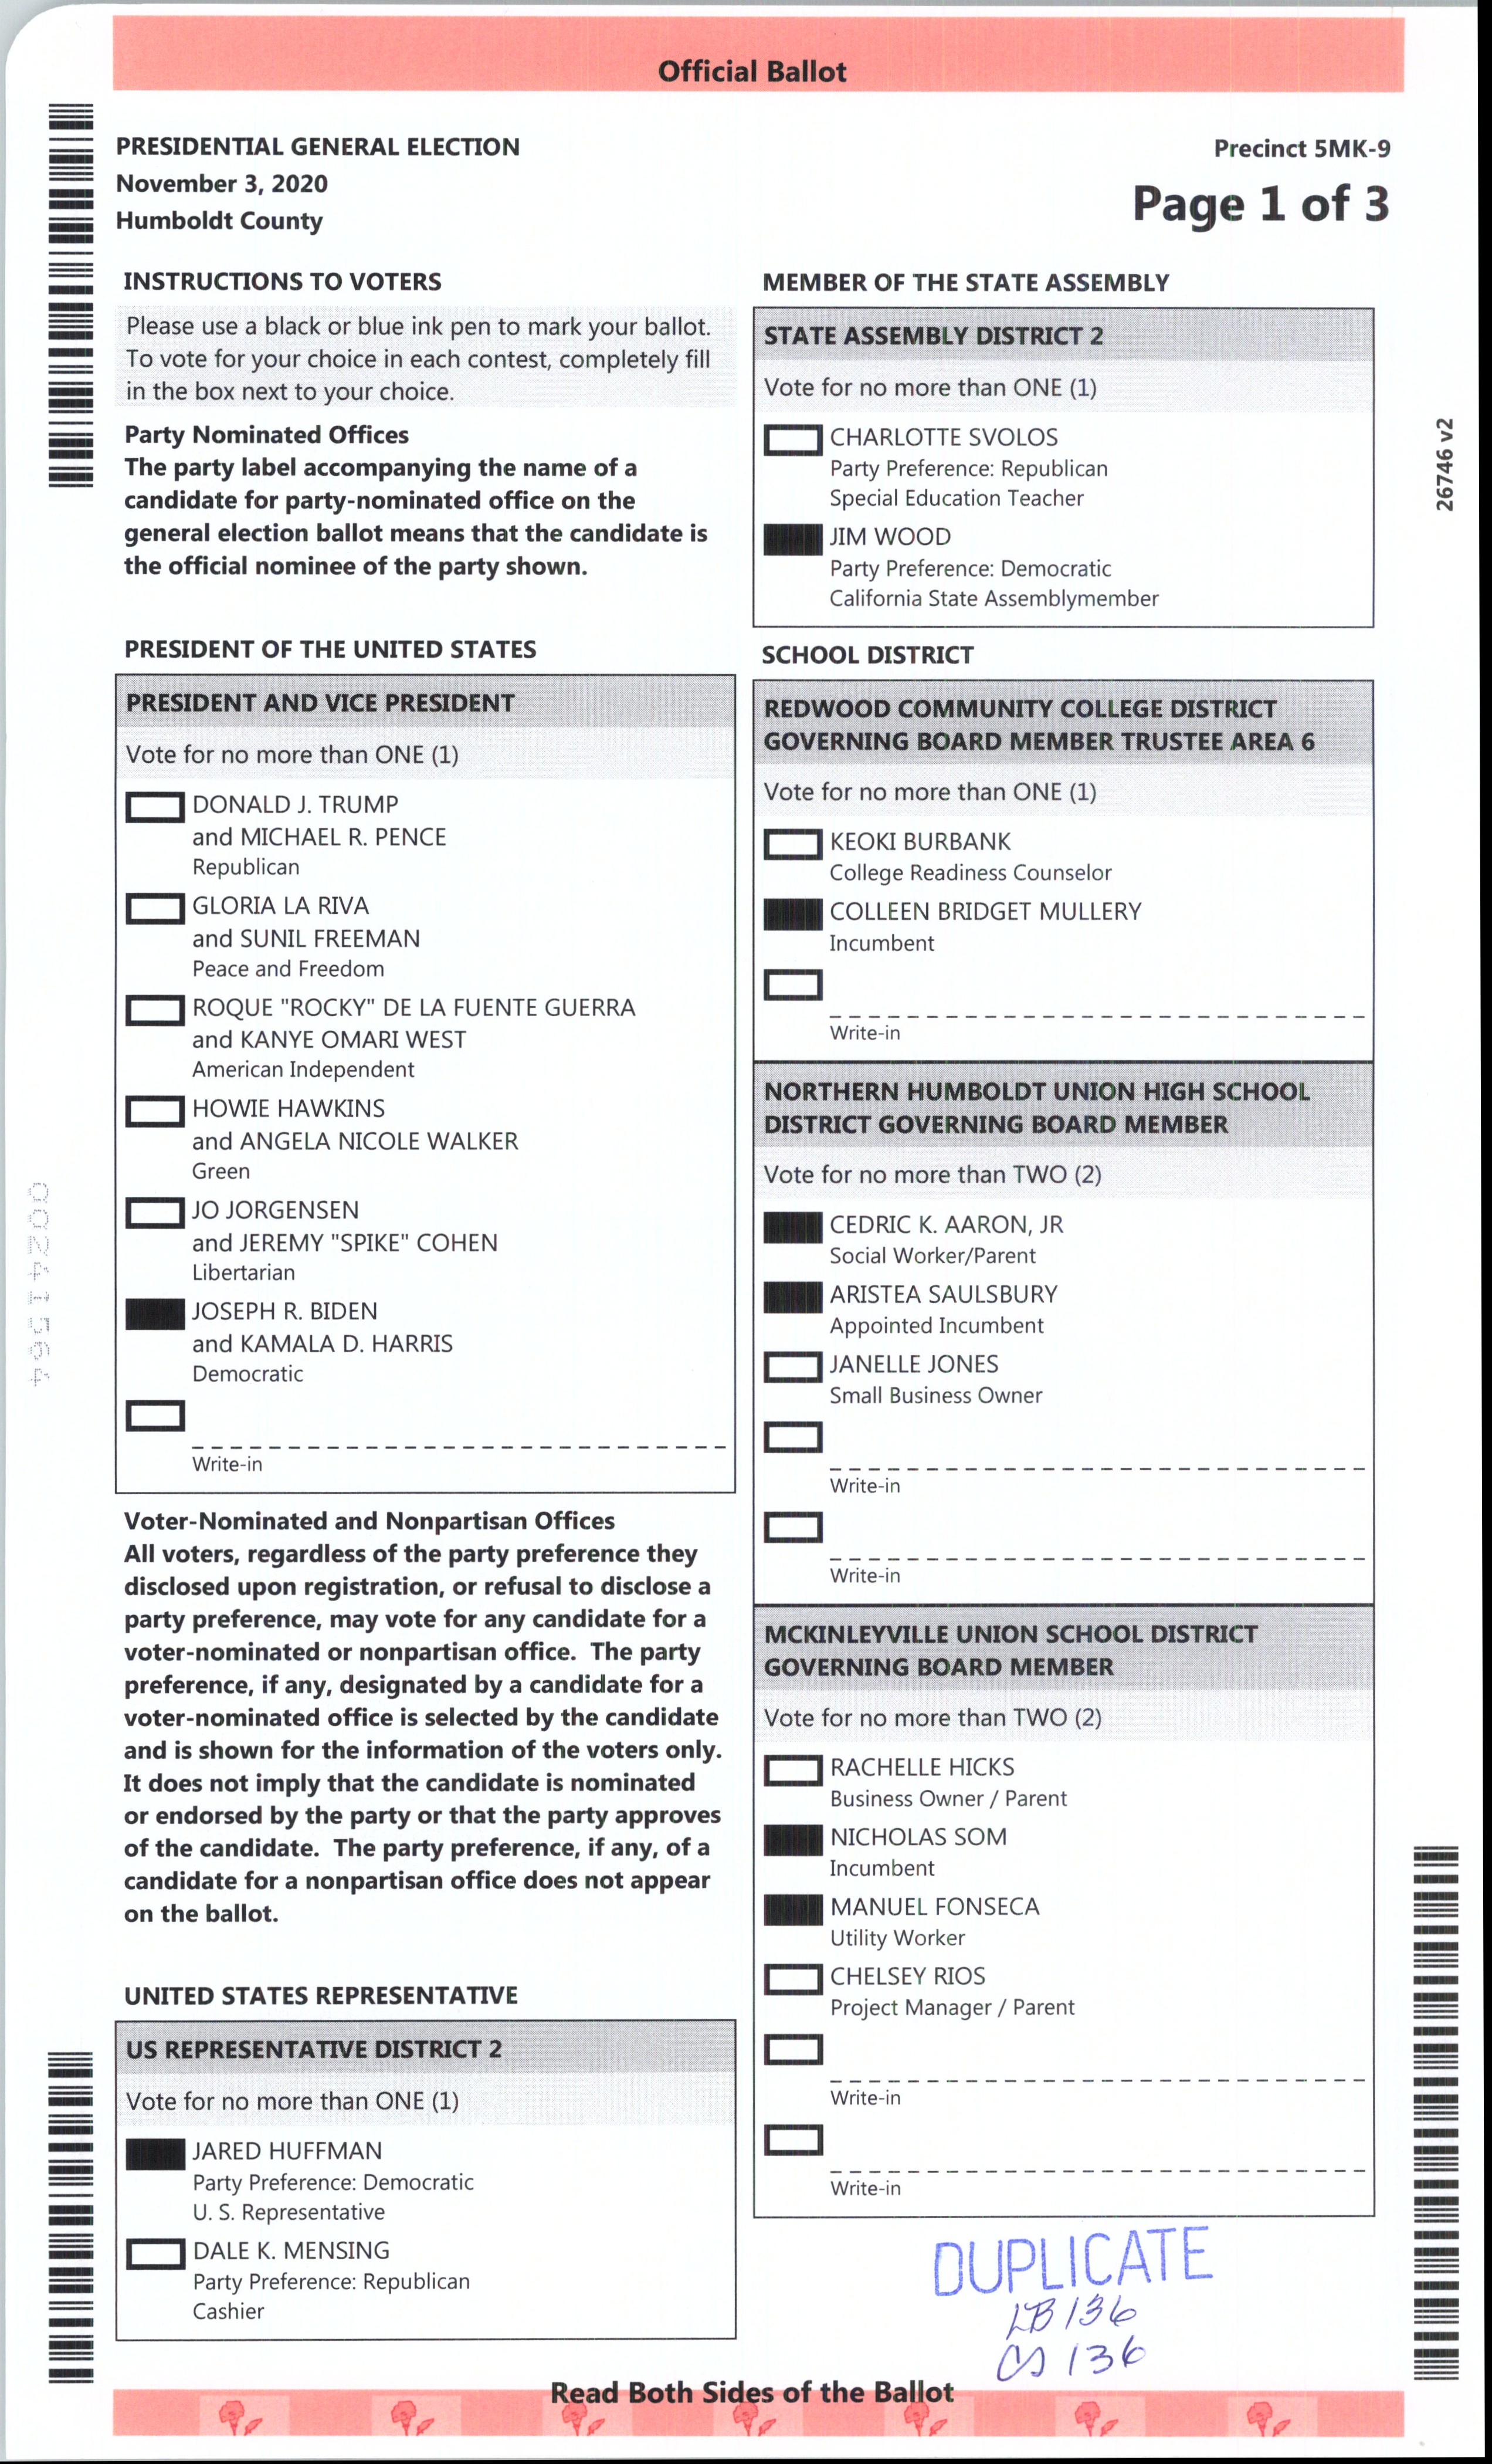 Official Ballot
PRESIDENTIAL GENERAL ELECTION
November 3, 2020
Humboldt County
Precinct 5MK-9
Page 1 of 3
INSTRUCTIONS TO VOTERS
Please use a black or blue ink pen to mark your ballot.
To vote for your choice in each contest, completely fill
in the box next to your choice.
Party Nominated Offices
The party label accompanying the name of a
candidate for party-nominated office on the
general election ballot means that the candidate is
the official nominee of the party shown.
PRESIDENT OF THE UNITED STATES
PRESIDENT AND VICE PRESIDENT
Vote for no more than ONE (1)
DONALD J. TRUMP
and MICHAEL R. PENCE
Republican
GLORIA LA RIVA
and SUNIL FREEMAN
Peace and Freedom
ROQUE "ROCKY" DE LA FUENTE GUERRA
and KANYE OMARI WEST
American Independent
HOWIE HAWKINS
and ANGELA NICOLE WALKER
Green
JO JORGENSEN
and JEREMY "SPIKE" COHEN
Libertarian
JOSEPH R. BIDEN
and KAMALA D. HARRIS
Democratic
Write-in
Voter-Nominated and Nonpartisan Offices
All voters, regardless of the party preference they
disclosed upon registration, or refusal to disclose a
party preference, may vote for any candidate for a
voter-nominated or nonpartisan office. The party
preference, if any, designated by a candidate for a
voter-nominated office is selected by the candidate
and is shown for the information of the voters only.
It does not imply that the candidate is nominated
or endorsed by the party or that the party approves
of the candidate. The party preference, if any, of a
candidate for a nonpartisan office does not appear
on the ballot.
UNITED STATES REPRESENTATIVE
US REPRESENTATIVE DISTRICT 2
Vote for no more than ONE (1)
JARED HUFFMAN
Party Preference: Democratic
U. S. Representative
DALE K. MENSING
Party Preference: Republican
Cashier
MEMBER OF THE STATE ASSEMBLY
STATE ASSEMBLY DISTRICT 2
Vote for no more than ONE (1)
CHARLOTTE SVOLOS
Party Preference: Republican
Special Education Teacher
JIM WOOD
Party Preference: Democratic
California State Assemblymember
SCHOOL DISTRICT
REDWOOD COMMUNITY COLLEGE DISTRICT
GOVERNING BOARD MEMBER TRUSTEE AREA 6
Vote for no more than ONE (1)
KEOKI BURBANK
College Readiness Counselor
COLLEEN BRIDGET MULLERY
Incumbent
Write-in
NORTHERN HUMBOLDT UNION HIGH SCHOOL
DISTRICT GOVERNING BOARD MEMBER
Vote for no more than TWO (2)
CEDRIC K. AARON, JR
Social Worker/Parent
ARISTEA SAULSBURY
Appointed Incumbent
JANELLE JONES
Small Business Owner
Write-in
Write-in
MCKINLEYVILLE UNION SCHOOL DISTRICT
GOVERNING BOARD MEMBER
Vote for no more than TWO (2)
RACHELLE HICKS
Business Owner / Parent
NICHOLAS SOM
Incumbent
MANUEL FONSECA
Utility Worker
CHELSEY RIOS
Project Manager / Parent
Write-in
Write-in
DUPLICATE
LB 136
CS 136
26746 v2
00241564
Read Both Sides of the Ballot